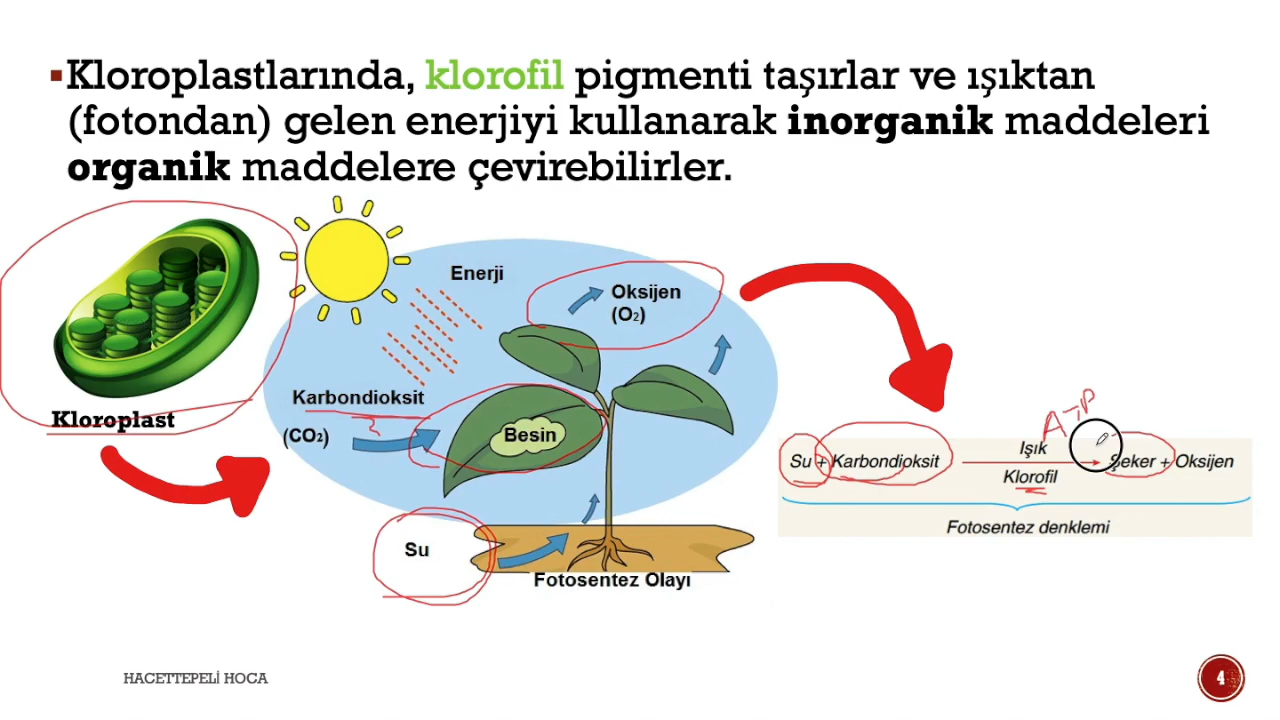 Kloroplastlarında, klorofil pigmenti taşırlar ve ışıktan
(fotondan) gelen enerjiyi kullanarak inorganik maddeleri
organik maddelere çevirebilirler.
Enerji
Oksijen
(O₂)
Karbondioksit
(CO₂)
Besin
Kloroplast
Su
Fotosentez Olayı
ATP
Işık
Su + Karbondioksit Şeker + Oksijen
Klorofil
Fotosentez denklemi
HACETTEPELİ HOCA
4